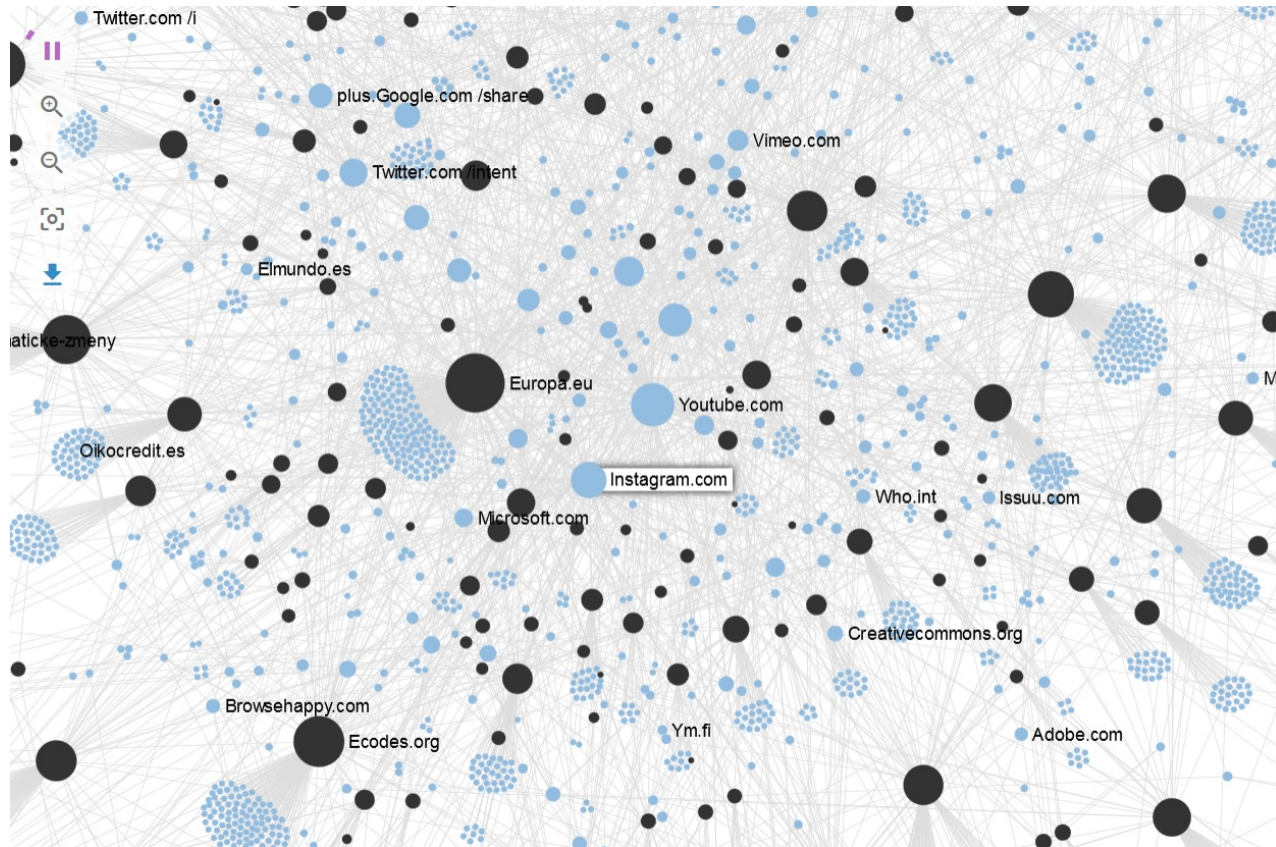 Twitter.com /i
plus.Google.com /share
Vimeo.com
Twitter.com /intent
Elmundo.es
naticke-zmeny
Europa.eu
M
Youtube.com
Oikocredit.es
Instagram.com
Who.int
Issuu.com
Microsoft.com
Creativecommons.org
Browsehappy.com
Ym.fi
Adobe.com
Ecodes.org